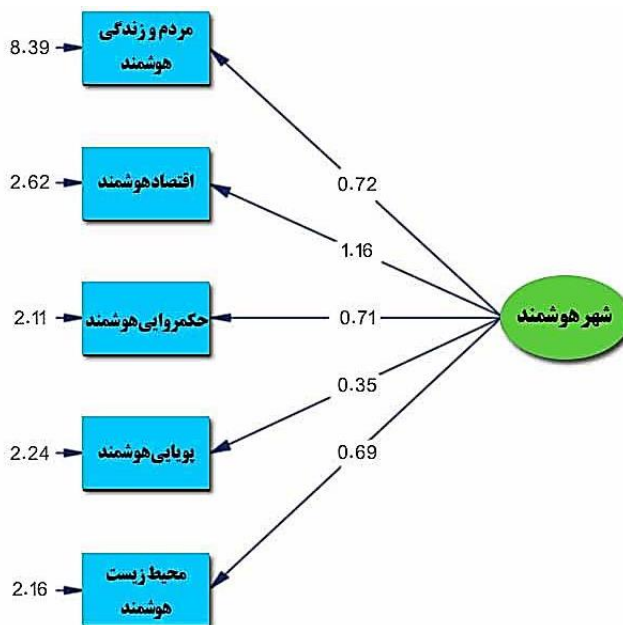 8.39
مردم و زندگی
هوشمند
0.72
2.62
اقتصاد هوشمند
1.16
2.11
حکمروایی هوشمند
0.71
شهر هوشمند
0.35
2.24
پویایی هوشمند
0.69
2.16
محیط زیست
هوشمند